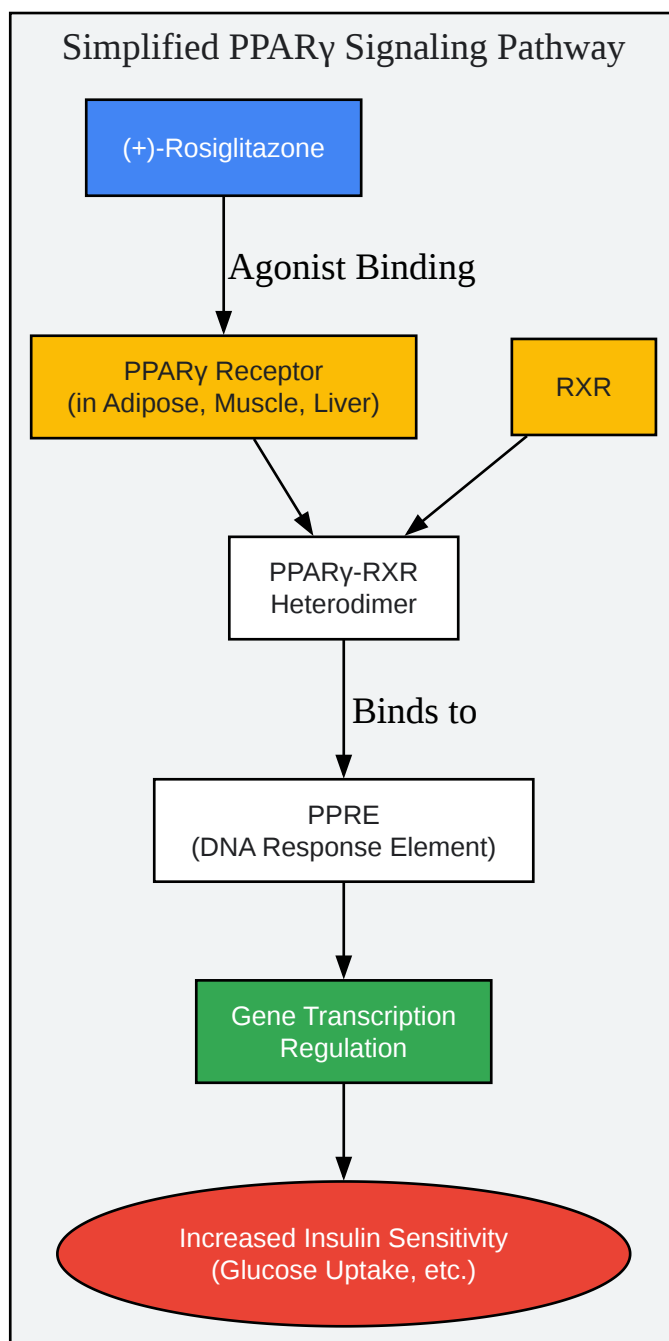 Simplified PPARγ Signaling Pathway
(+)-Rosiglitazone
Agonist Binding
PPARγ Receptor
(in Adipose, Muscle, Liver)
RXR
PPARγ-RXR
Heterodimer
Binds to
PPRE
(DNA Response Element)
Gene Transcription
Regulation
Increased Insulin Sensitivity
(Glucose Uptake, etc.)